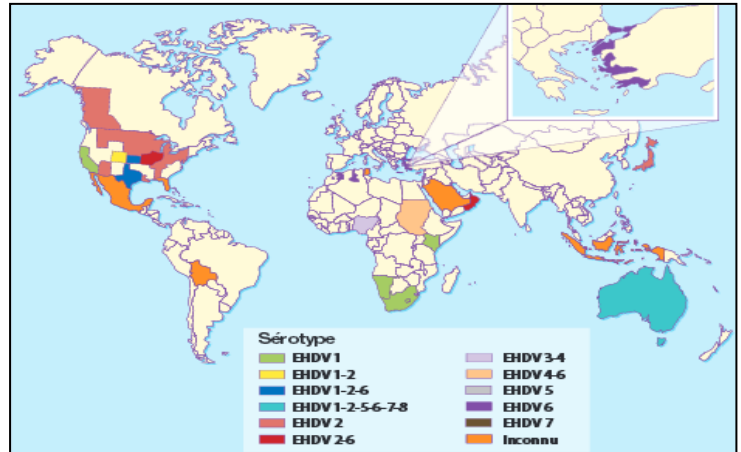 Sérotype
EHDV 1
EHDV 1-2
EHDV 1-2-6
EHDV 1-2-5-6-7-8
EHDV 2
EHDV 2-6
EHDV 3-4
EHDV 4-6
EHDV 5
EHDV 6
EHDV 7
Inconnu